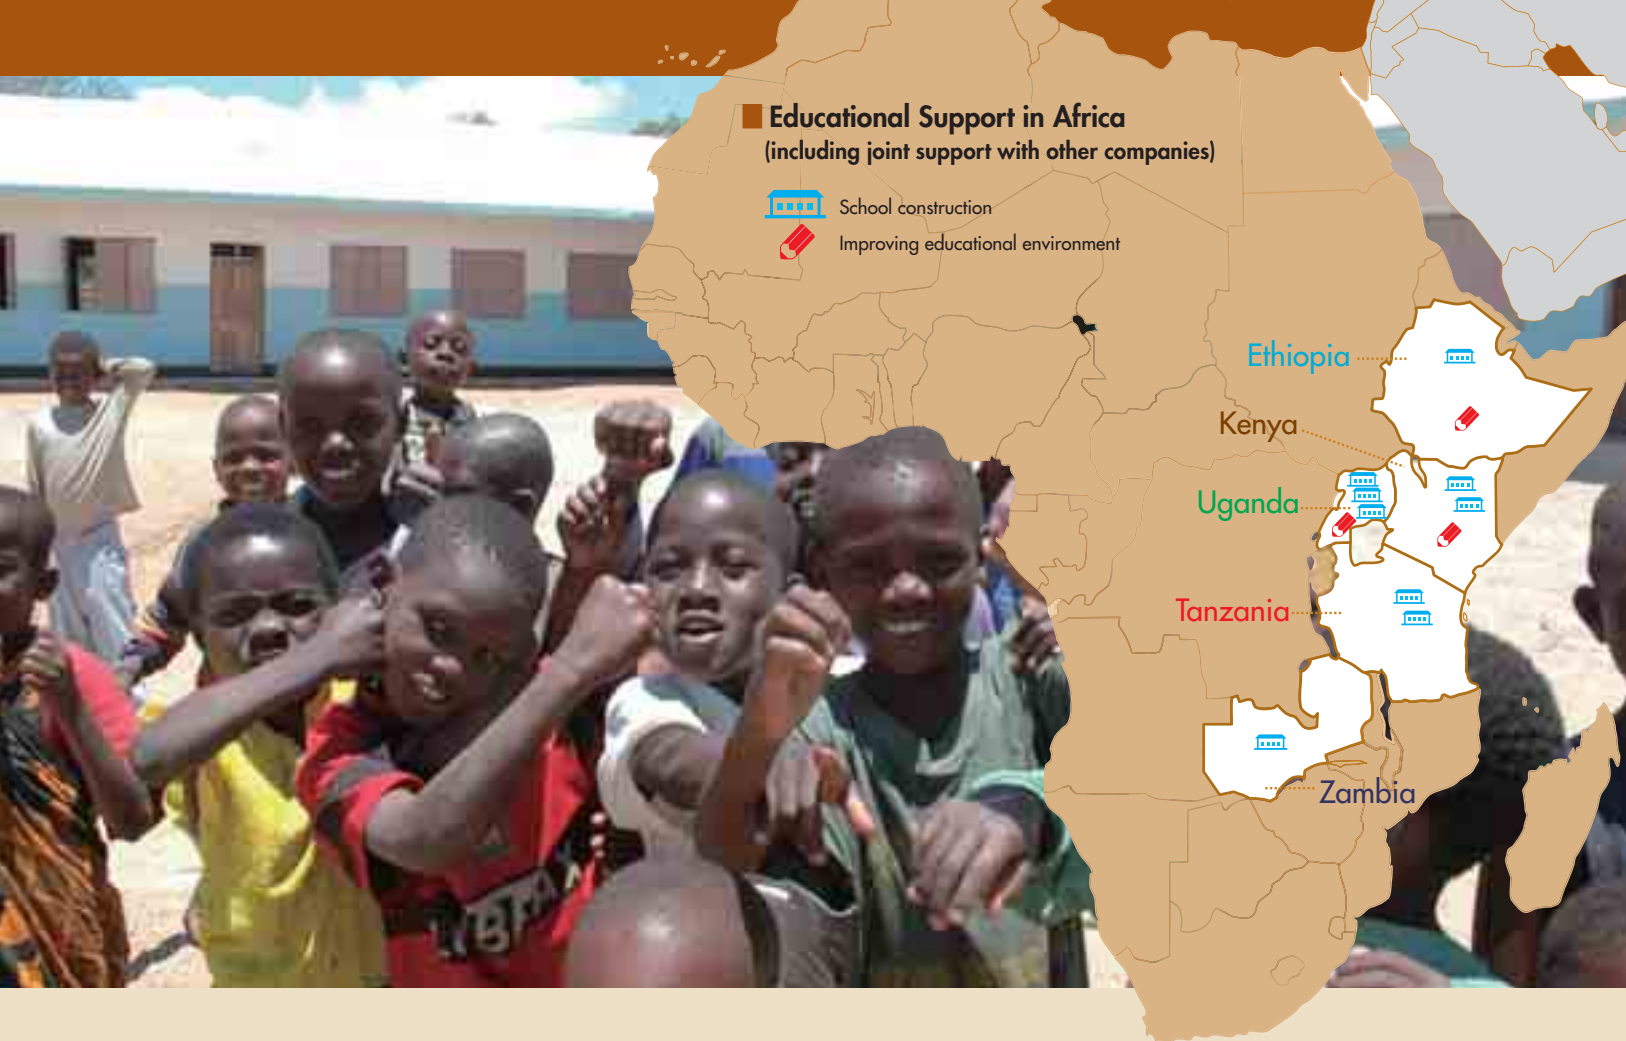 Educational Support in Africa
(including joint support with other companies)
School construction
Improving educational environment
Ethiopia
Kenya
Uganda
Tanzania
Zambia